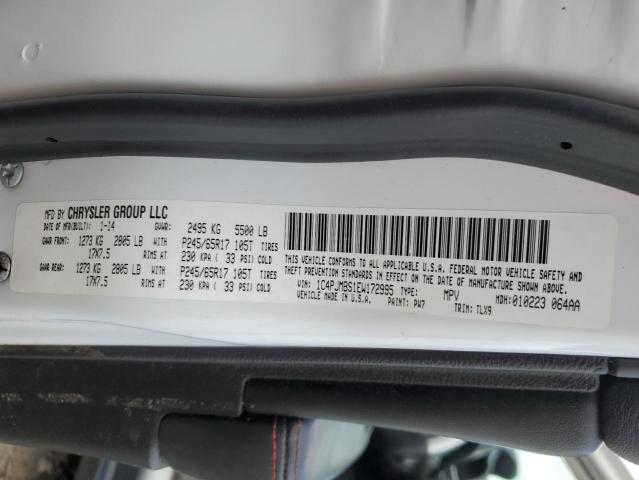 MFD BY CHRYSLER GROUP LLC
DATE OF MFR(BUILT): 1-14 GVWR: 2495 KG 5500 LB
GAWR FRONT: 1273 KG 2805 LB WITH P245/65R17 105T TIRES
17X7.5 RIMS AT 230 KPA ( 33 PSI) COLD
GAWR REAR: 1273 KG 2805 LB WITH P245/65R17 105T TIRES
17X7.5 RIMS AT 230 KPA ( 33 PSI) COLD
THIS VEHICLE CONFORMS TO ALL APPLICABLE U.S.A. FEDERAL MOTOR VEHICLE SAFETY AND
THEFT PREVENTION STANDARDS IN EFFECT ON THE DATE OF MANUFACTURE SHOWN ABOVE.
VIN: 1C4PJMBS1EW172995 TYPE: MPV MDH:010223 064AA
VEHICLE MADE IN U.S.A. PAINT: PW7 TRIM: TLX9